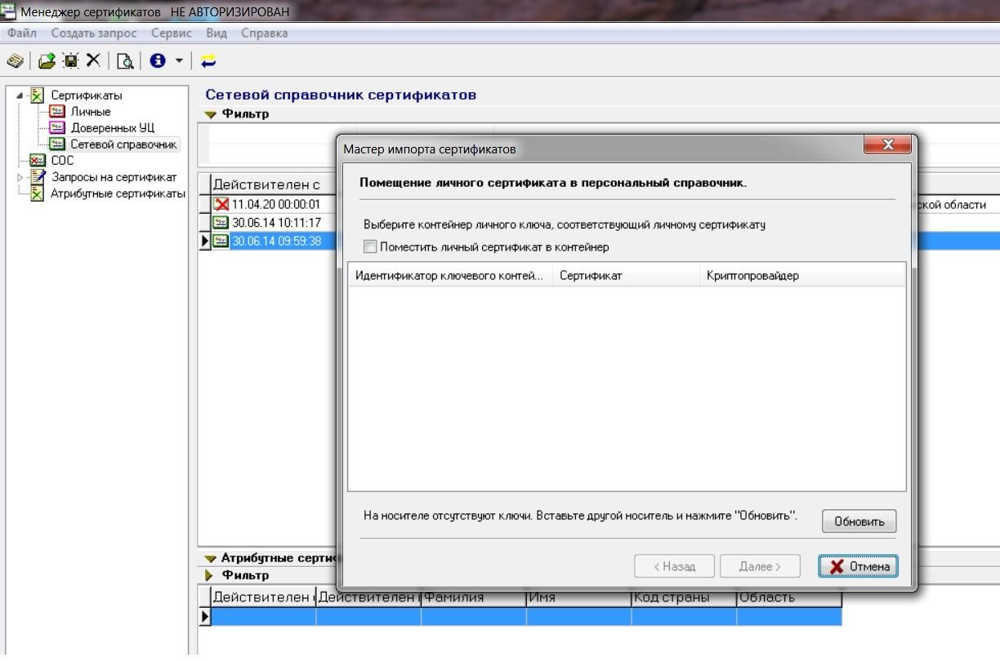 Менеджер сертификатов НЕ АВТОРИЗИРОВАН
Файл Создать запрос Сервис Вид Справка
Сертификаты
Личные
Доверенных УЦ
Сетевой справочник
СОС
Запросы на сертификат
Атрибутные сертификаты
Сетевой справочник сертификатов
Фильтр
Действителен с
11.04.20 00:00:01
ской области
30.06.14 10:11:17
30.06.14 09:59:38
Мастер импорта сертификатов
Помещение личного сертификата в персональный справочник.
Выберите контейнер личного ключа, соответствующий личному сертификату
Поместить личный сертификат в контейнер
Идентификатор ключевого контей... Сертификат Криптопровайдер
На носителе отсутствуют ключи. Вставьте другой носитель и нажмите "Обновить".
Обновить
< Назад Далее > Отмена
Атрибутные серти
Фильтр
Действителен Действителен Фамилия Имя Код страны Область